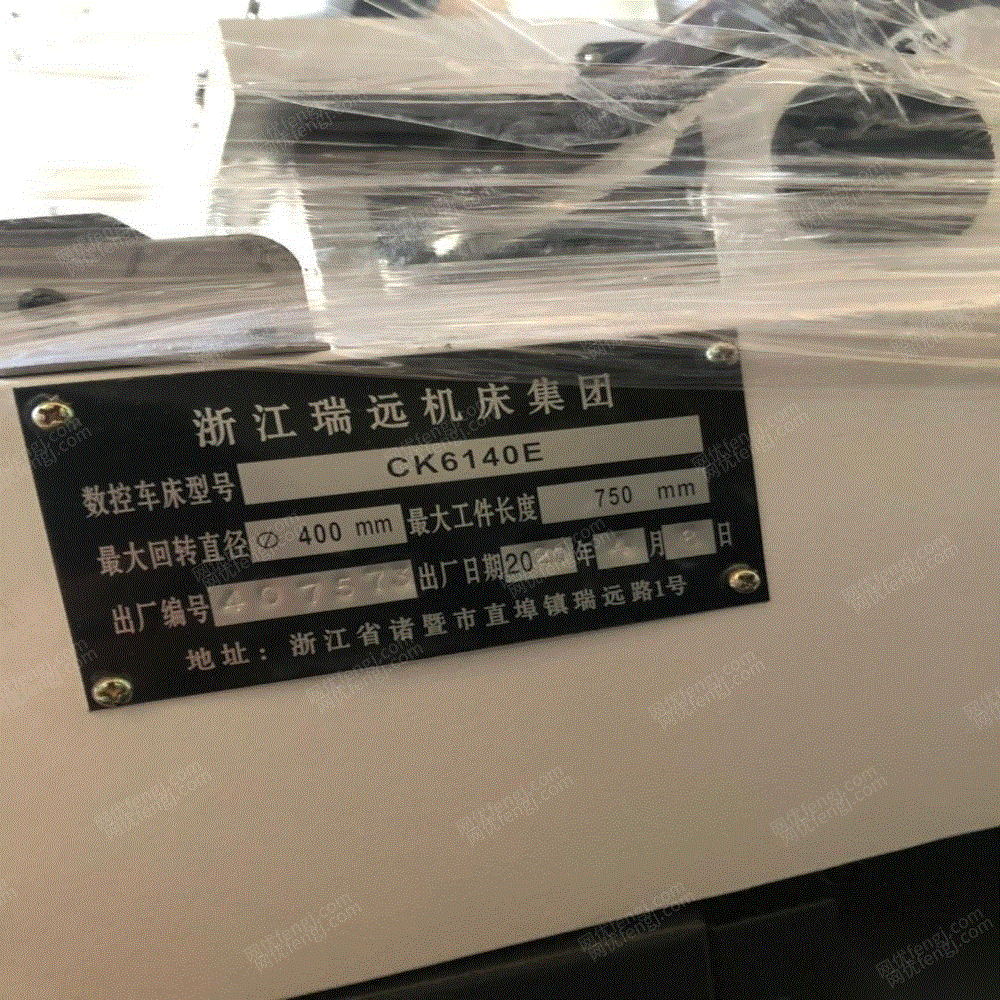 浙江瑞远机床集团
数控车床型号 CK6140E
最大回转直径 ∅ 400 mm 最大工件长度 750 mm
出厂编号 407573 出厂日期 20 年 月 日
地址：浙江省诸暨市直埠镇瑞远路1号